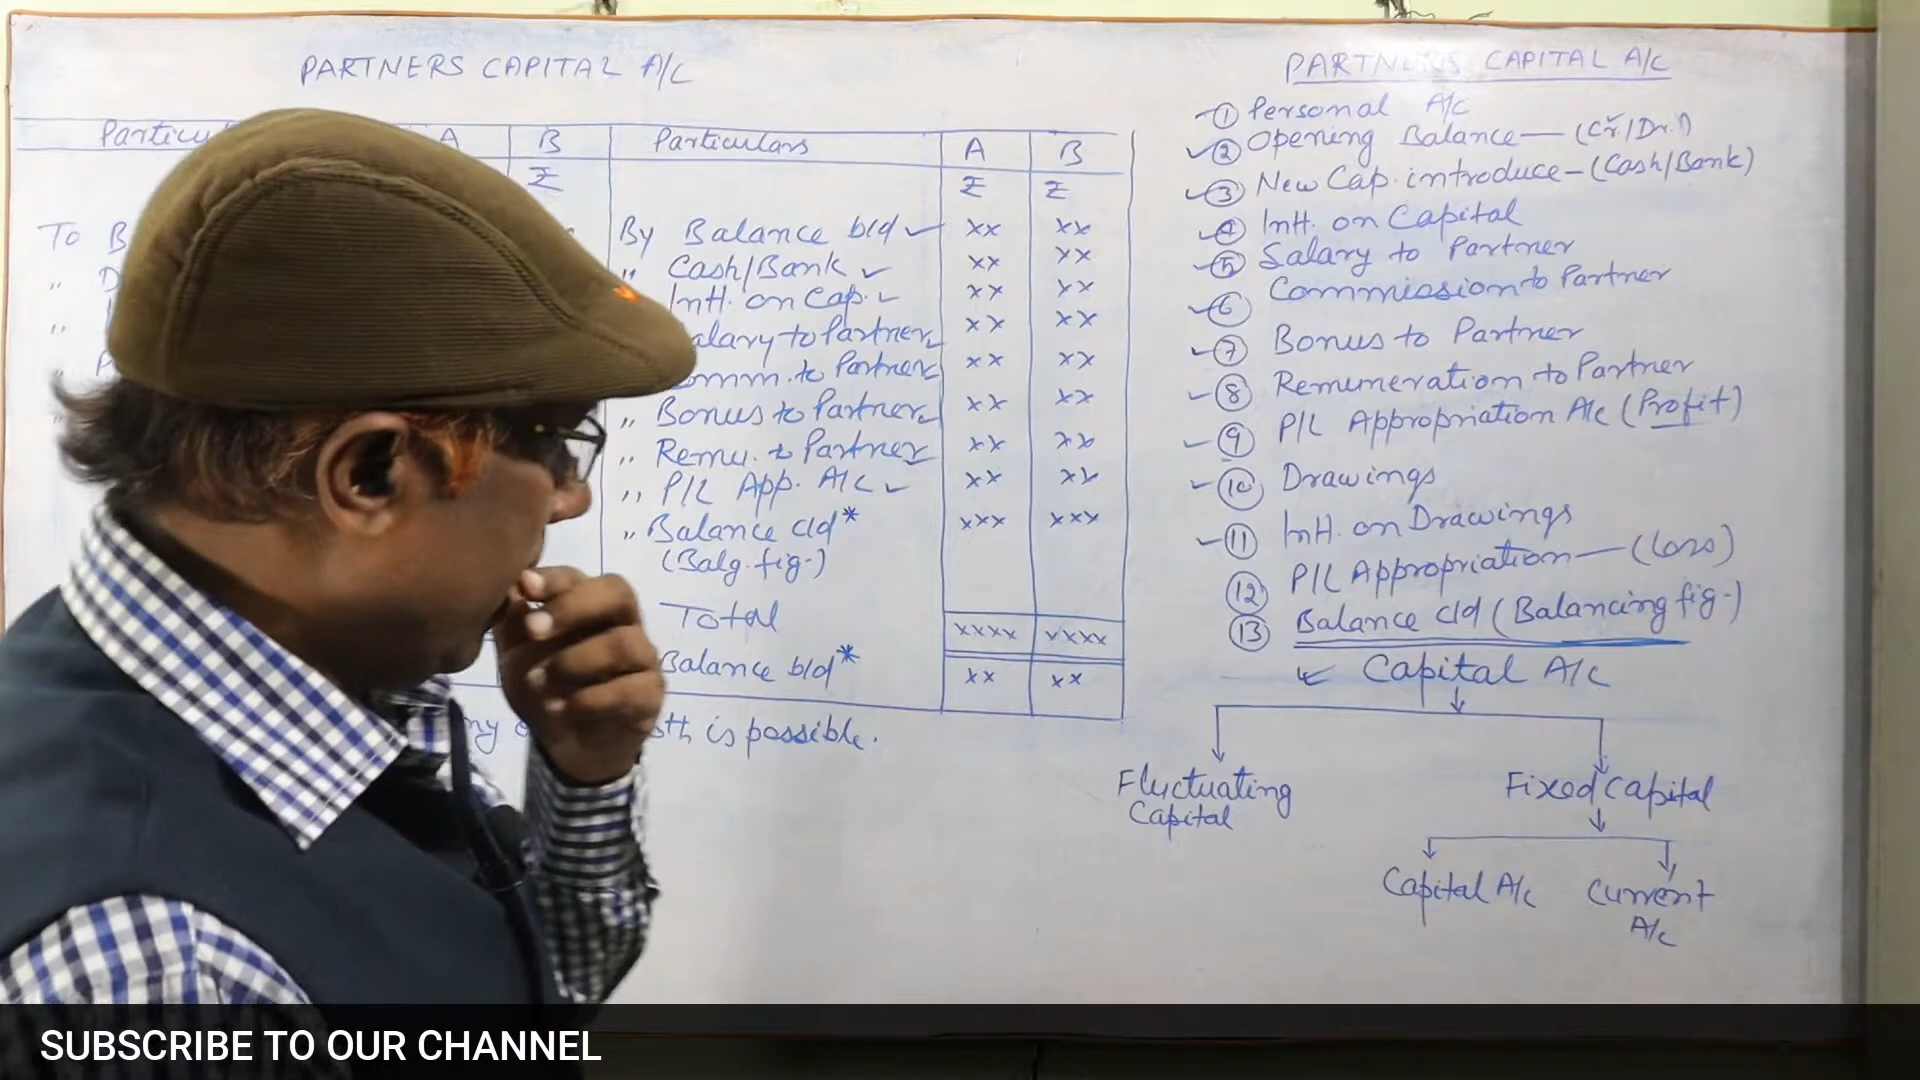 PARTNERS CAPITAL A/C
Particu A B Particulars A B
₹ ₹ ₹
To B By Balance b/d ✓ xx xx
" D " Cash/Bank ✓ xx xx
" Intt. on Cap. ✓ xx xx
" P alary to Partner xx xx
" omm. to Partner xx xx
" Bonus to Partner xx xx
" Remu. to Partner xx xx
" P/L App. A/c ✓ xx xx
" Balance c/d* xxx xxx
(Balg. fig.)
Total xxxx xxxx
Balance b/d* xx xx
ny is possible.
PARTNERS CAPITAL A/C
① Personal A/c
② Opening Balance — (Cr./Dr.)
③ New Cap. introduce - (Cash/Bank)
④ Intt. on Capital
⑤ Salary to Partner
⑥ Commission to Partner
⑦ Bonus to Partner
⑧ Remuneration to Partner
⑨ P/L Appropriation A/c (Profit)
⑩ Drawings
⑪ Intt. on Drawings
⑫ P/L Appropriation — (Loss)
⑬ Balance c/d (Balancing fig.)
Capital A/c
Fluctuating Capital
Fixed Capital
Capital A/c
Current A/c
SUBSCRIBE TO OUR CHANNEL